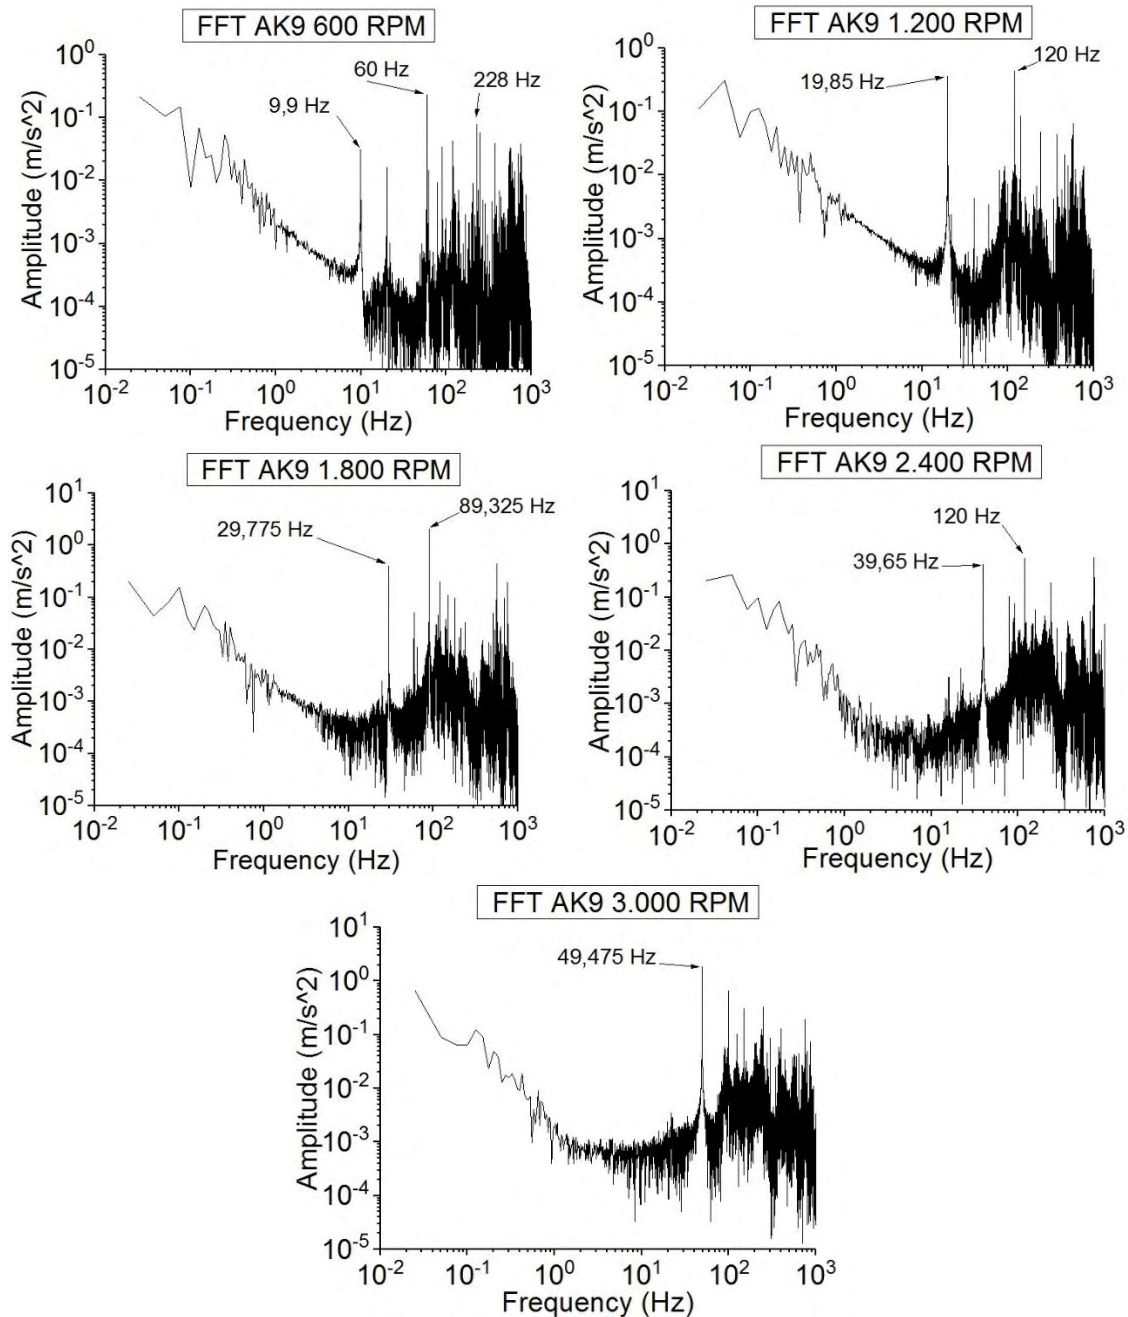 FFT AK9 600 RPM
10^0
10^-1
10^-2
10^-3
10^-4
10^-5
Amplitude (m/s^2)
9,9 Hz
60 Hz
228 Hz
10^-2 10^-1 10^0 10^1 10^2 10^3
Frequency (Hz)
FFT AK9 1.200 RPM
10^0
10^-1
10^-2
10^-3
10^-4
10^-5
Amplitude (m/s^2)
19,85 Hz
120 Hz
10^-2 10^-1 10^0 10^1 10^2 10^3
Frequency (Hz)
FFT AK9 1.800 RPM
10^1
10^0
10^-1
10^-2
10^-3
10^-4
10^-5
Amplitude (m/s^2)
29,775 Hz
89,325 Hz
10^-2 10^-1 10^0 10^1 10^2 10^3
Frequency (Hz)
FFT AK9 2.400 RPM
10^1
10^0
10^-1
10^-2
10^-3
10^-4
10^-5
Amplitude (m/s^2)
39,65 Hz
120 Hz
10^-2 10^-1 10^0 10^1 10^2 10^3
Frequency (Hz)
FFT AK9 3.000 RPM
10^1
10^0
10^-1
10^-2
10^-3
10^-4
10^-5
Amplitude (m/s^2)
49,475 Hz
10^-2 10^-1 10^0 10^1 10^2 10^3
Frequency (Hz)